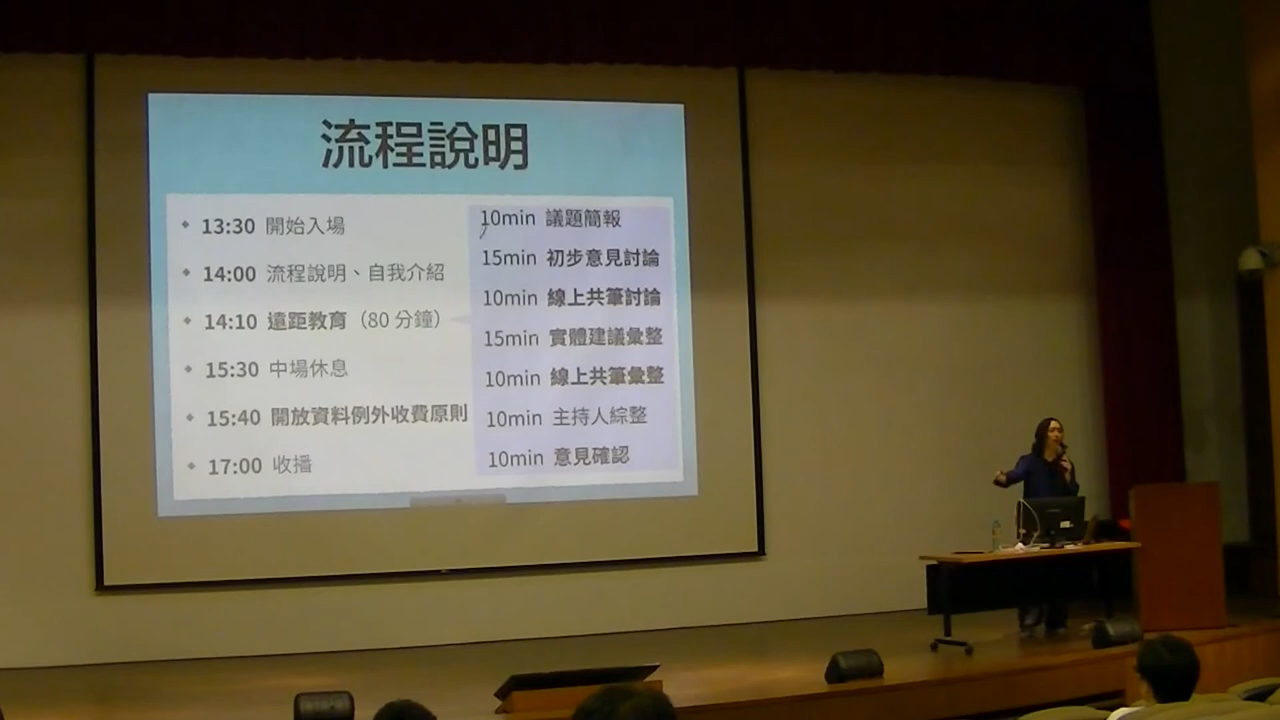 流程說明
13:30 開始入場
14:00 流程說明、自我介紹
14:10 遠距教育（80 分鐘）
15:30 中場休息
15:40 開放資料例外收費原則
17:00 收播
10min 議題簡報
15min 初步意見討論
10min 線上共筆討論
15min 實體建議彙整
10min 線上共筆彙整
10min 主持人綜整
10min 意見確認